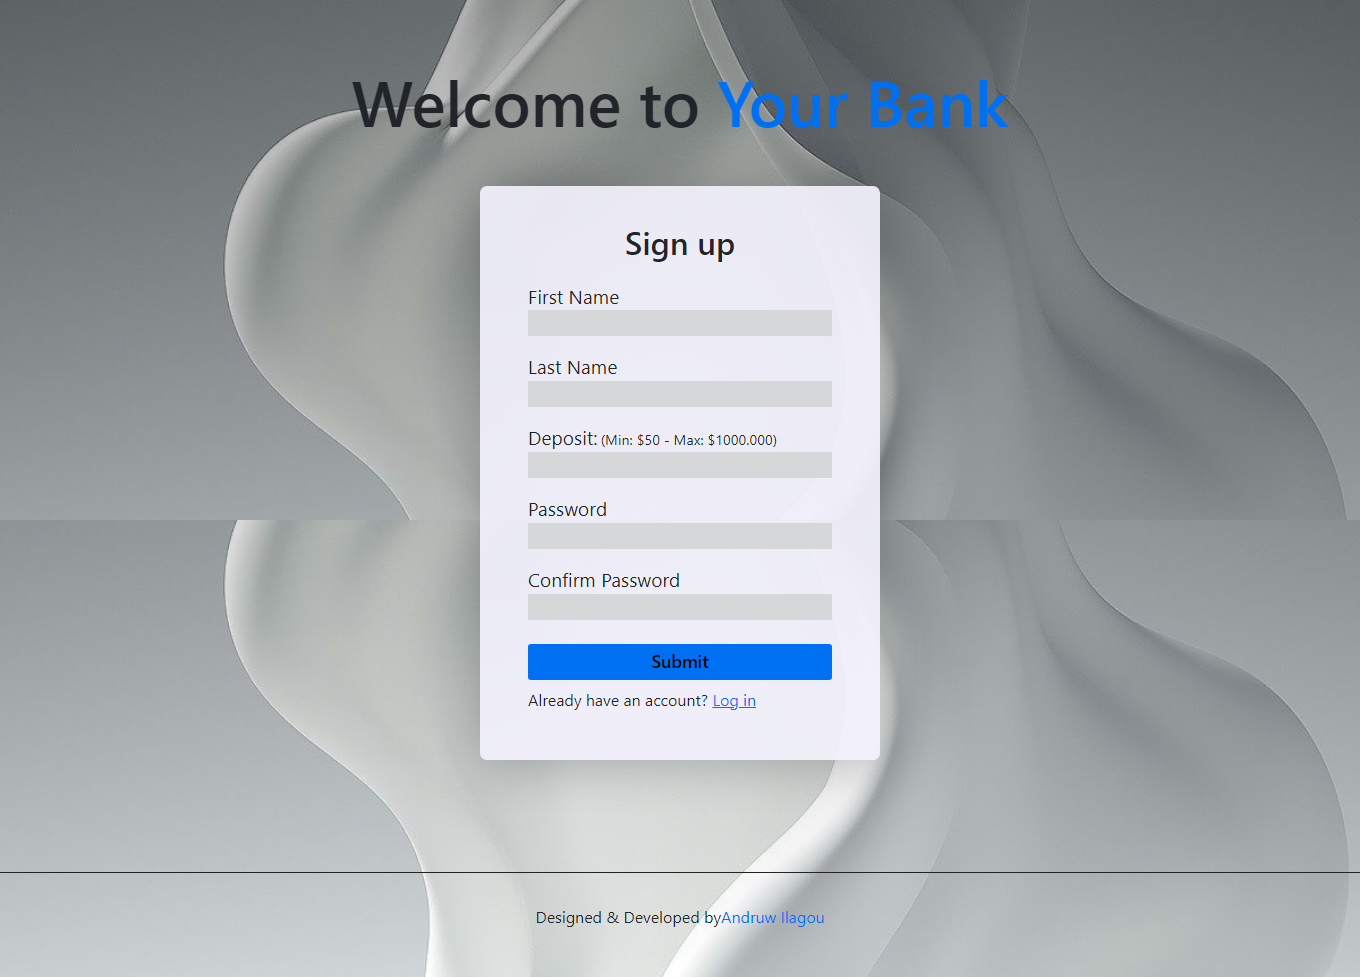 Welcome to Your Bank
Sign up
First Name
Last Name
Deposit: (Min: $50 - Max: $1000.000)
Password
Confirm Password
Submit
Already have an account? Log in
Designed & Developed byAndruw Ilagou